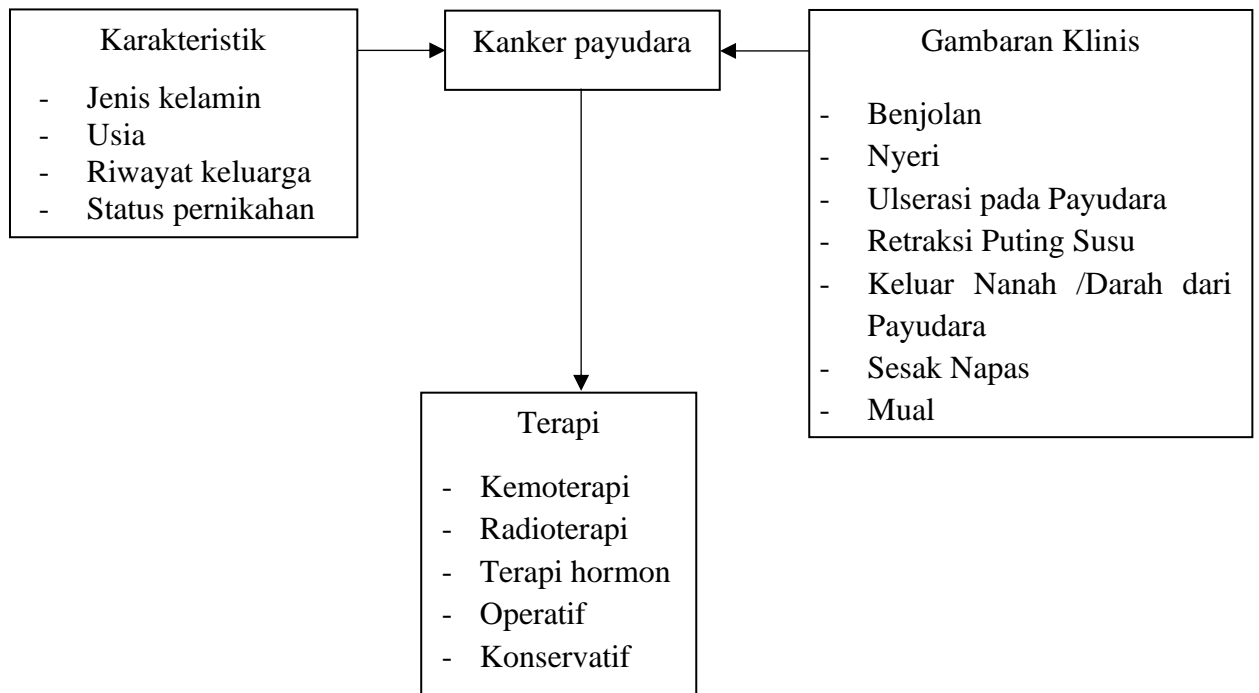 Karakteristik
- Jenis kelamin
- Usia
- Riwayat keluarga
- Status pernikahan
Kanker payudara
Gambaran Klinis
- Benjolan
- Nyeri
- Ulserasi pada Payudara
- Retraksi Puting Susu
- Keluar Nanah /Darah dari
Payudara
- Sesak Napas
- Mual
Terapi
- Kemoterapi
- Radioterapi
- Terapi hormon
- Operatif
- Konservatif